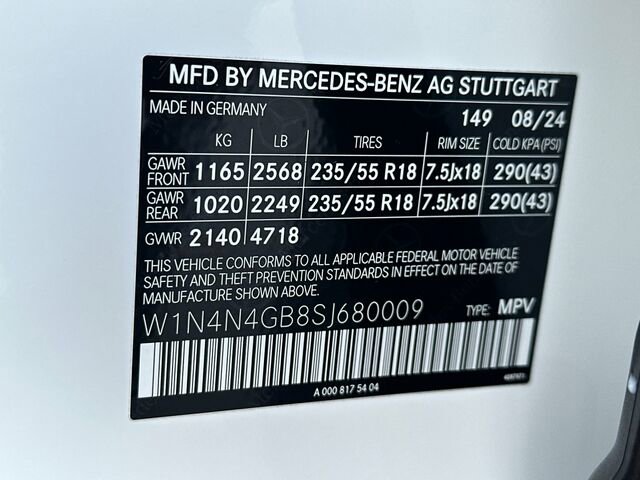 MFD BY MERCEDES-BENZ AG STUTTGART
MADE IN GERMANY 149 08/24
KG LB TIRES RIM SIZE COLD KPA(PSI)
GAWR FRONT 1165 2568 235/55 R18 7.5Jx18 290(43)
GAWR REAR 1020 2249 235/55 R18 7.5Jx18 290(43)
GVWR 2140 4718
THIS VEHICLE CONFORMS TO ALL APPLICABLE FEDERAL MOTOR VEHICLE
SAFETY AND THEFT PREVENTION STANDARDS IN EFFECT ON THE DATE OF
MANUFACTURE SHOWN ABOVE.
W1N4N4GB8SJ680009 TYPE: MPV
A 000 817 54 04